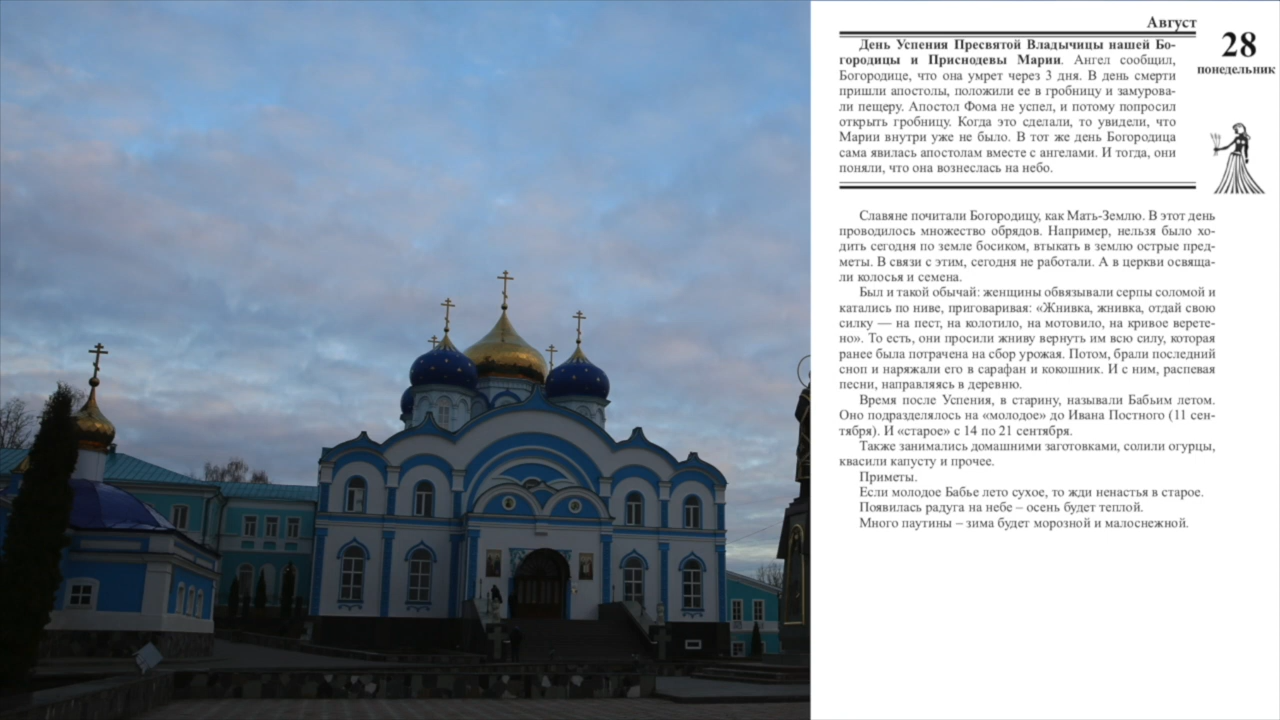 Август
28
понедельник
День Успения Пресвятой Владычицы нашей Бо-
городицы и Приснодевы Марии. Ангел сообщил,
Богородице, что она умрет через 3 дня. В день смерти
пришли апостолы, положили ее в гробницу и замурова-
ли пещеру. Апостол Фома не успел, и потому попросил
открыть гробницу. Когда это сделали, то увидели, что
Марии внутри уже не было. В тот же день Богородица
сама явилась апостолам вместе с ангелами. И тогда, они
поняли, что она вознеслась на небо.
Славяне почитали Богородицу, как Мать-Землю. В этот день
проводилось множество обрядов. Например, нельзя было хо-
дить сегодня по земле босиком, втыкать в землю острые пред-
меты. В связи с этим, сегодня не работали. А в церкви освяща-
ли колосья и семена.
Был и такой обычай: женщины обвязывали серпы соломой и
катались по ниве, приговаривая: «Жнивка, жнивка, отдай свою
силку — на пест, на колотило, на мотовило, на кривое верете-
но». То есть, они просили жниву вернуть им всю силу, которая
ранее была потрачена на сбор урожая. Потом, брали последний
сноп и наряжали его в сарафан и кокошник. И с ним, распевая
песни, направляясь в деревню.
Время после Успения, в старину, называли Бабьим летом.
Оно подразделялось на «молодое» до Ивана Постного (11 сен-
тября). И «старое» с 14 по 21 сентября.
Также занимались домашними заготовками, солили огурцы,
квасили капусту и прочее.
Приметы.
Если молодое Бабье лето сухое, то жди ненастья в старое.
Появилась радуга на небе – осень будет теплой.
Много паутины – зима будет морозной и малоснежной.